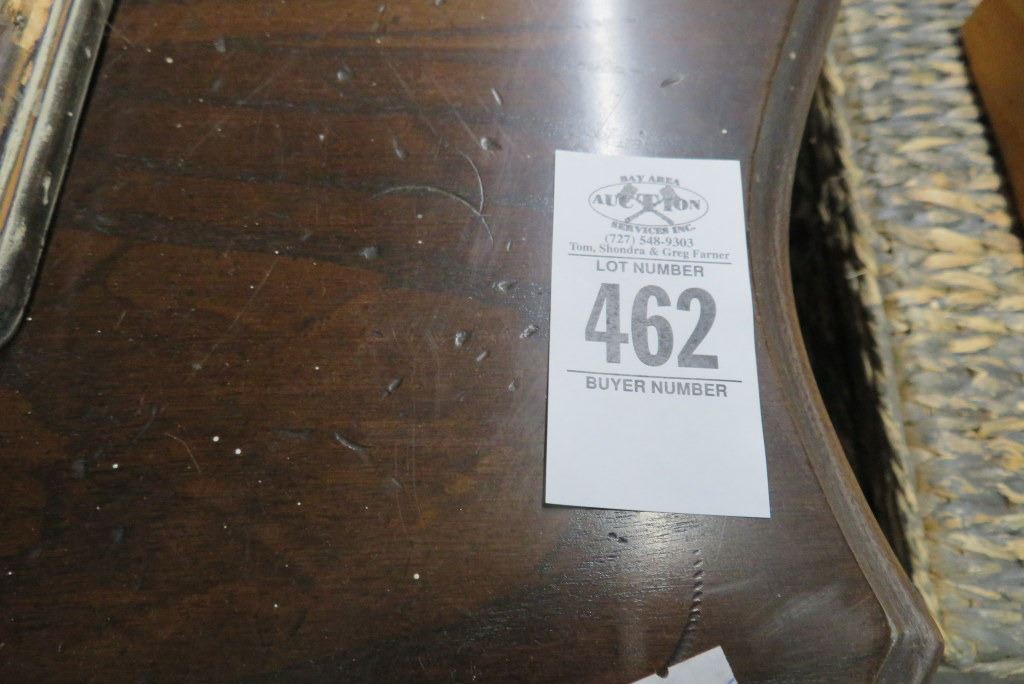 BAY AREA
AUCTION
SERVICES INC.
(727) 548-9303
Tom, Shondra & Greg Farner
LOT NUMBER
462
BUYER NUMBER